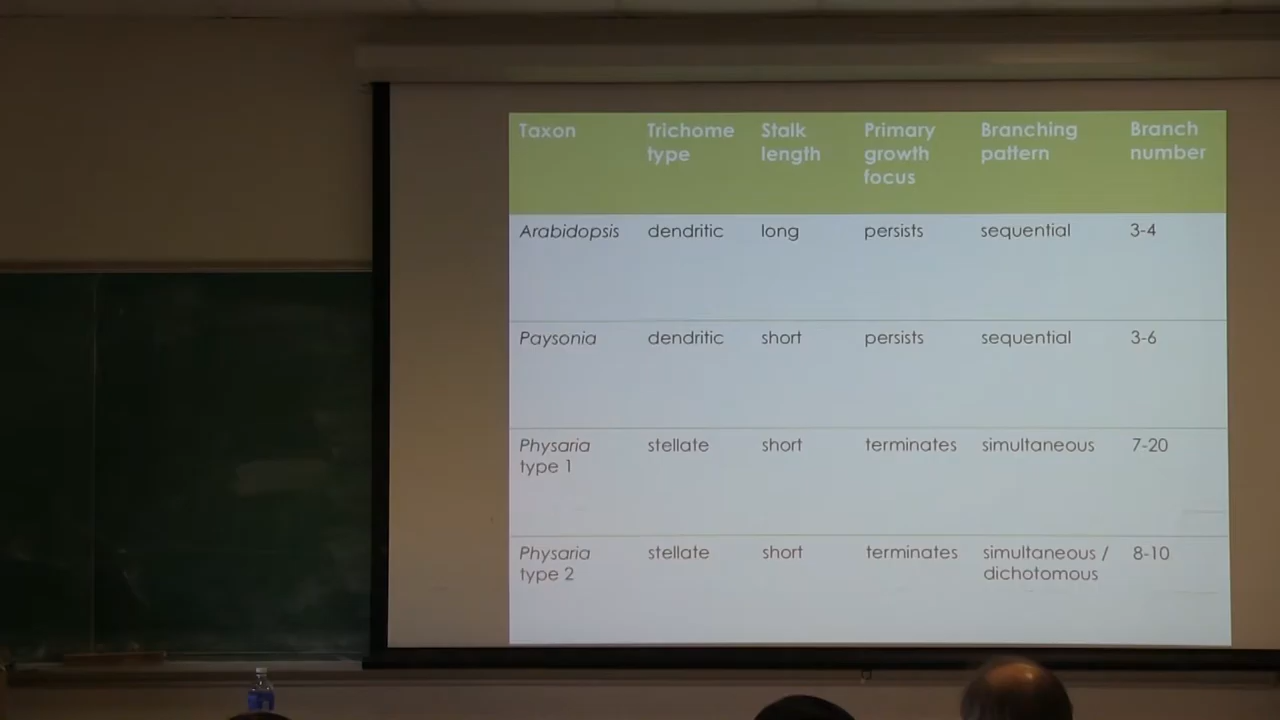 Taxon Trichome type Stalk length Primary growth focus Branching pattern Branch number
Arabidopsis dendritic long persists sequential 3-4
Paysonia dendritic short persists sequential 3-6
Physaria type 1 stellate short terminates simultaneous 7-20
Physaria type 2 stellate short terminates simultaneous / dichotomous 8-10